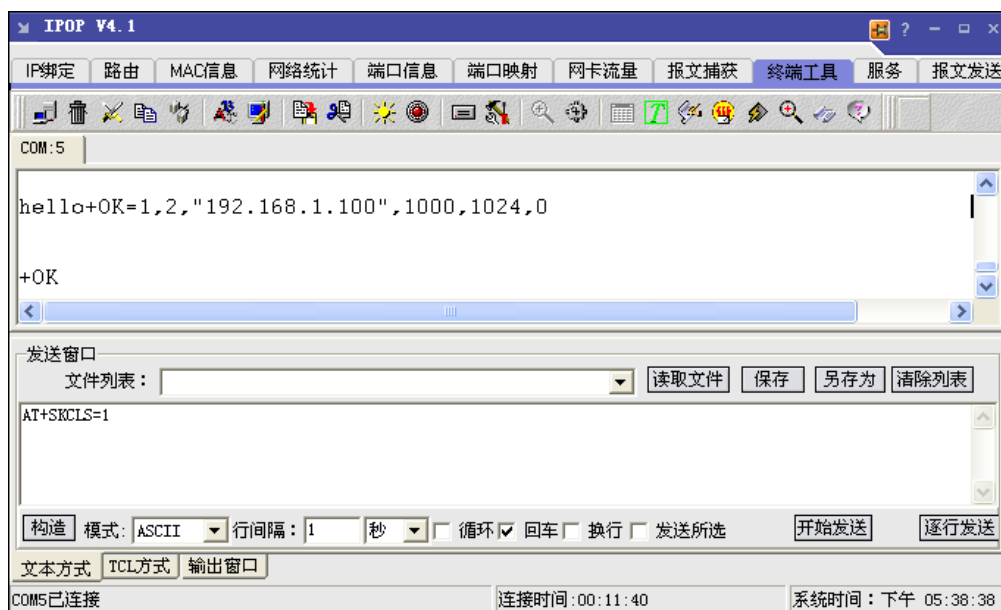 IPOP V4.1
IP绑定 路由 MAC信息 网络统计 端口信息 端口映射 网卡流量 报文捕获 终端工具 服务 报文发送
COM:5
hello+OK=1,2,"192.168.1.100",1000,1024,0
+OK
发送窗口
文件列表： 读取文件 保存 另存为 清除列表
AT+SKCLS=1
构造 模式: ASCII 行间隔：1 秒 循环 回车 换行 发送所选 开始发送 逐行发送
文本方式 TCL方式 输出窗口
COM5已连接 连接时间:00:11:40 系统时间：下午 05:38:38